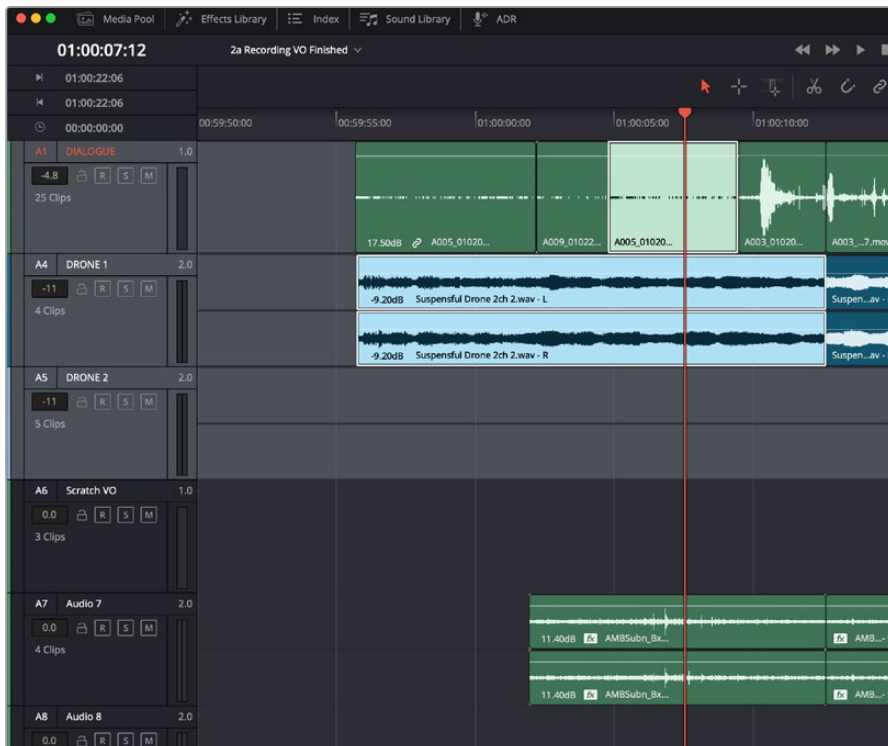 Media Pool Effects Library Index Sound Library ADR
01:00:07:12 2a Recording VO Finished
01:00:22:06
01:00:22:06
00:00:00:00
00:59:50:00 00:59:55:00 01:00:00:00 01:00:05:00 01:00:10:00
A1 DIALOGUE 1.0
-4.8 R S M
25 Clips
17.50dB A005_01020... A009_01022... A005_01020... A003_01020... A003_...7.mov
A4 DRONE 1 2.0
-11 R S M
4 Clips
-9.20dB Suspensful Drone 2ch 2.wav - L Suspen...av -
-9.20dB Suspensful Drone 2ch 2.wav - R Suspen...av -
A5 DRONE 2 2.0
-11 R S M
5 Clips
A6 Scratch VO 1.0
0.0 R S M
3 Clips
A7 Audio 7 2.0
0.0 R S M
4 Clips
11.40dB fx AMBSubn_Bx... fx AMB...-
11.40dB fx AMBSubn_Bx... fx AMB...-
A8 Audio 8 2.0
0.0 R S M